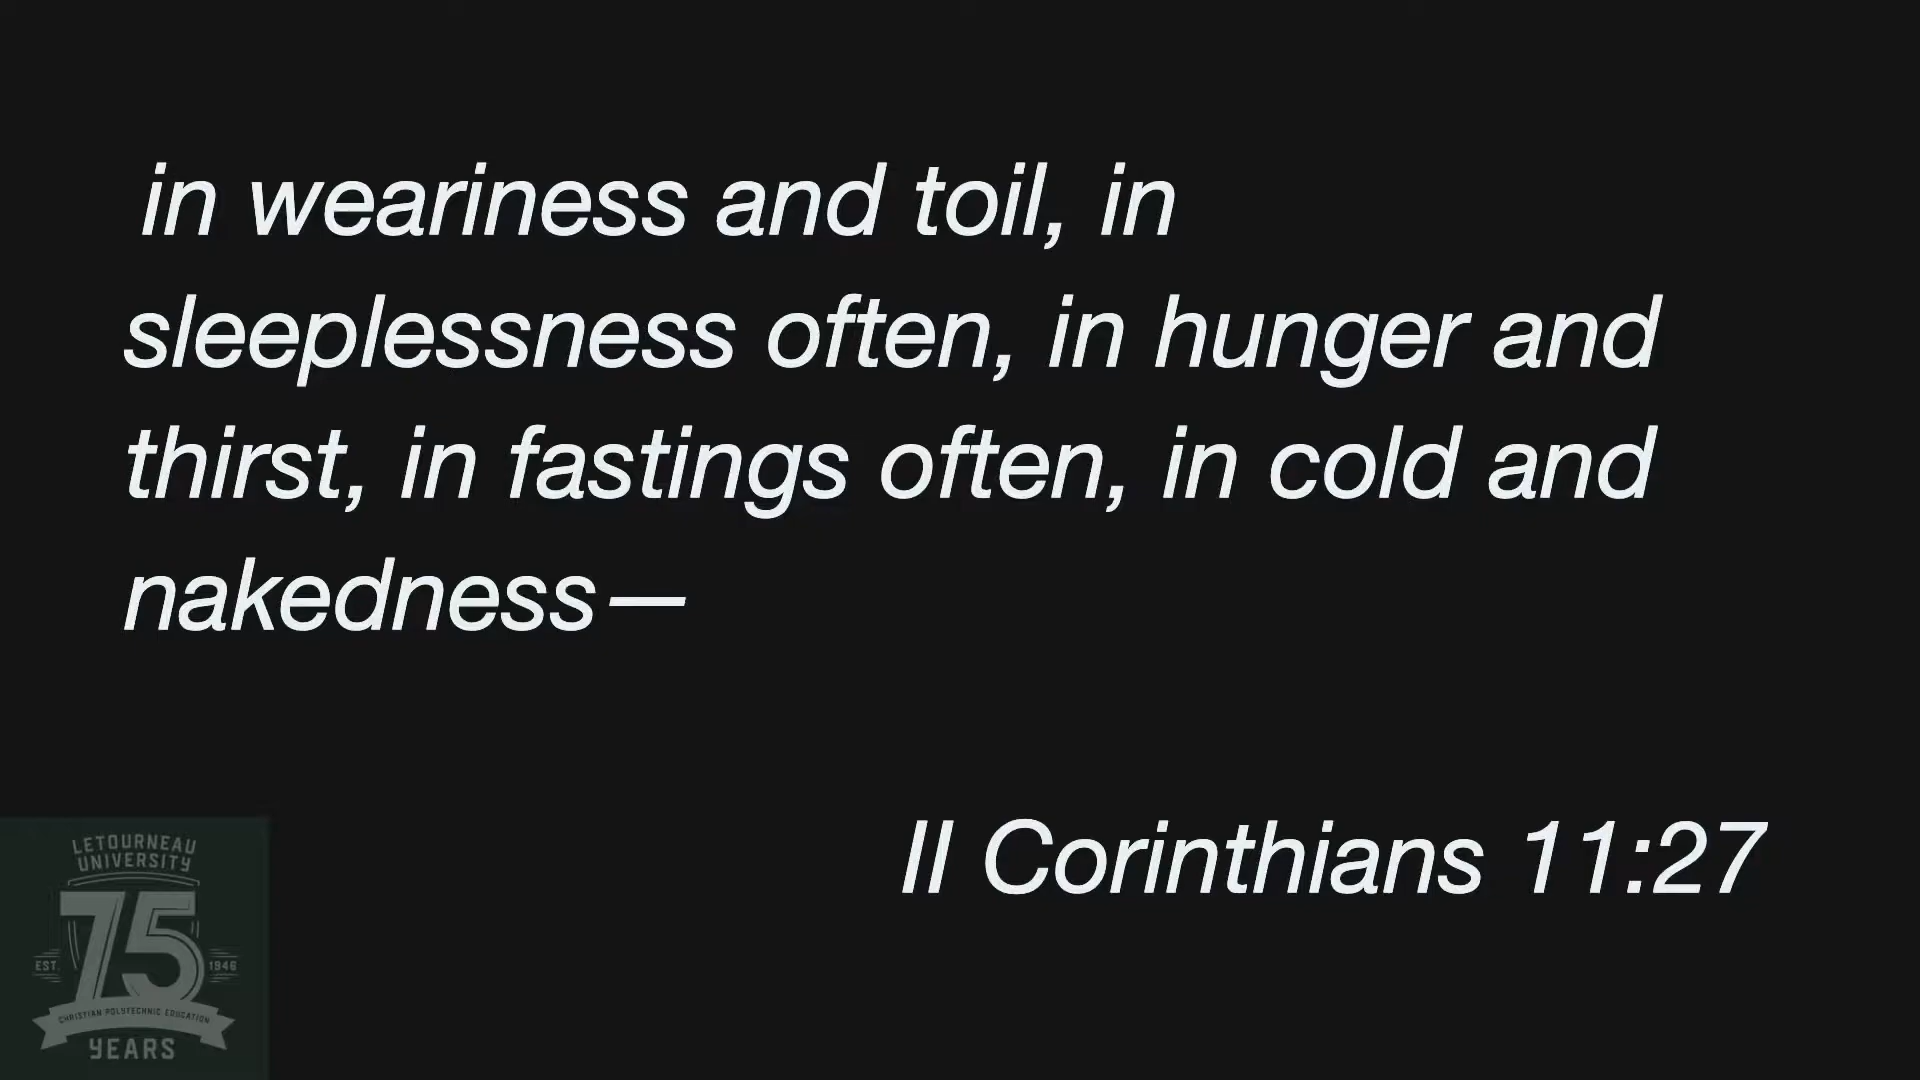 in weariness and toil, in
sleeplessness often, in hunger and
thirst, in fastings often, in cold and
nakedness—
II Corinthians 11:27
LETOURNEAU
UNIVERSITY
75
EST. 1946
CHRISTIAN POLYTECHNIC EDUCATION
YEARS